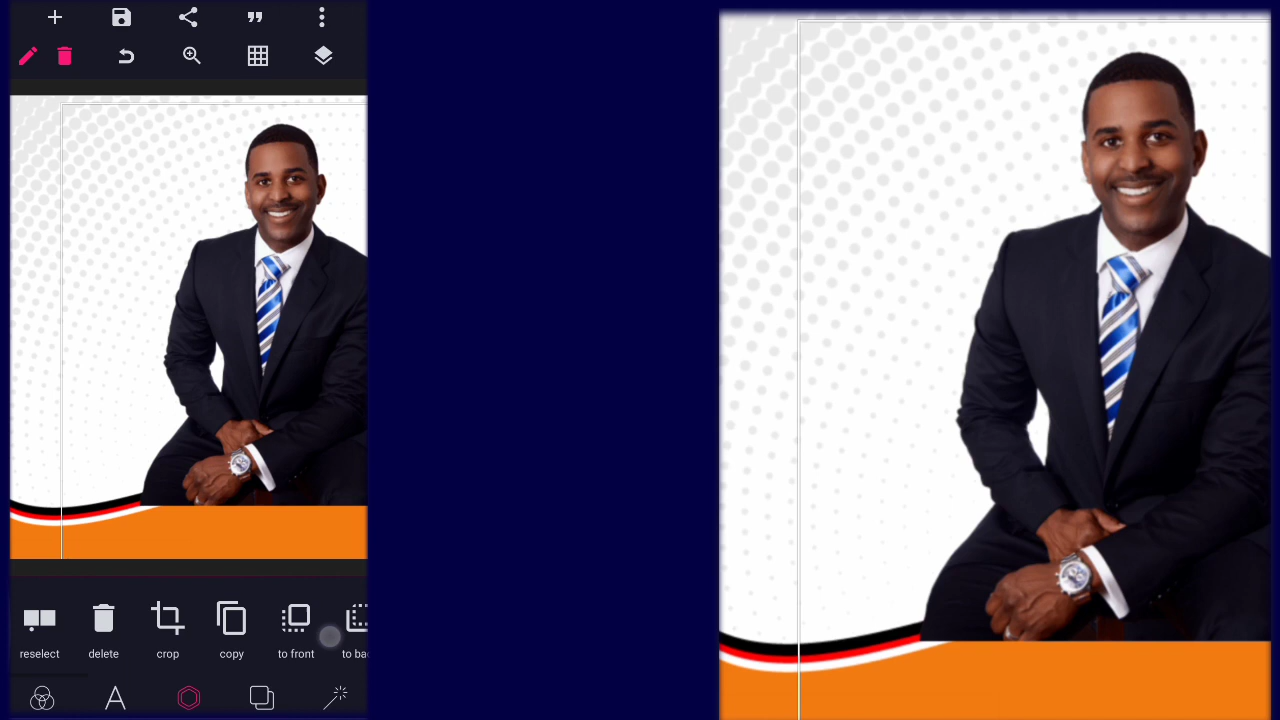 reselect
delete
crop
copy
to front
to ba